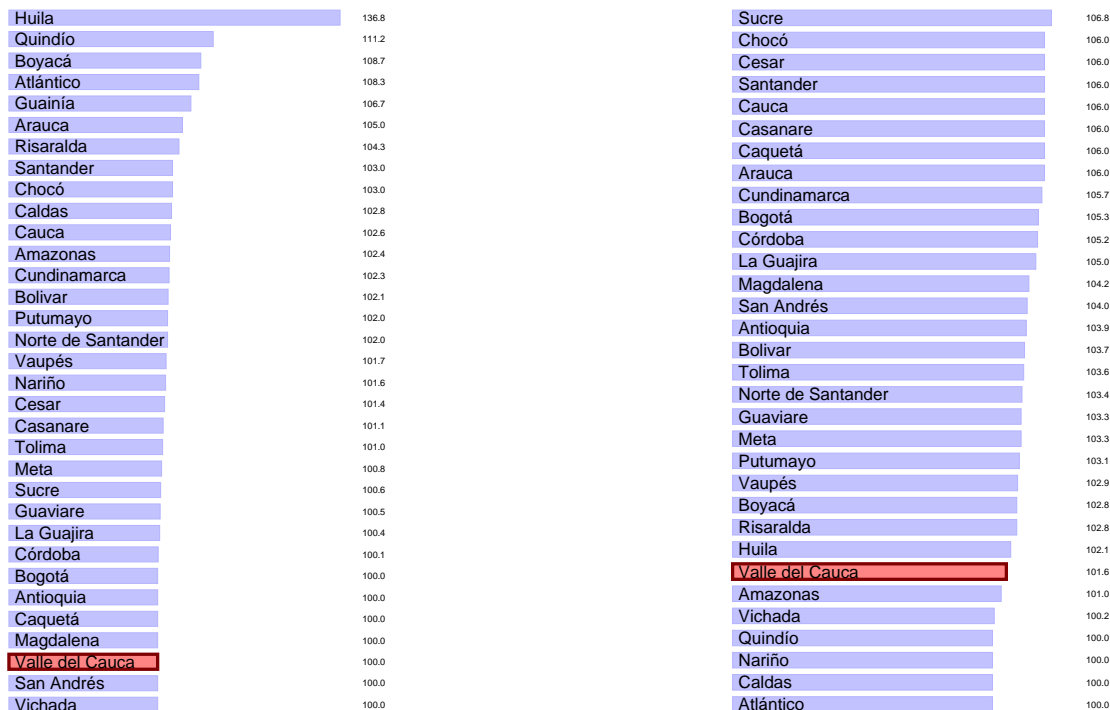 Huila 136.8
Quindío 111.2
Boyacá 108.7
Atlántico 108.3
Guainía 106.7
Arauca 105.0
Risaralda 104.3
Santander 103.0
Chocó 103.0
Caldas 102.8
Cauca 102.6
Amazonas 102.4
Cundinamarca 102.3
Bolivar 102.1
Putumayo 102.0
Norte de Santander 102.0
Vaupés 101.7
Nariño 101.6
Cesar 101.4
Casanare 101.1
Tolima 101.0
Meta 100.8
Sucre 100.6
Guaviare 100.5
La Guajira 100.4
Córdoba 100.1
Bogotá 100.0
Antioquia 100.0
Caquetá 100.0
Magdalena 100.0
Valle del Cauca 100.0
San Andrés 100.0
Vichada 100.0
Sucre 106.8
Chocó 106.0
Cesar 106.0
Santander 106.0
Cauca 106.0
Casanare 106.0
Caquetá 106.0
Arauca 106.0
Cundinamarca 105.7
Bogotá 105.3
Córdoba 105.2
La Guajira 105.0
Magdalena 104.2
San Andrés 104.0
Antioquia 103.9
Bolivar 103.7
Tolima 103.6
Norte de Santander 103.4
Guaviare 103.3
Meta 103.3
Putumayo 103.1
Vaupés 102.9
Boyacá 102.8
Risaralda 102.8
Huila 102.1
Valle del Cauca 101.6
Amazonas 101.0
Vichada 100.2
Quindío 100.0
Nariño 100.0
Caldas 100.0
Atlántico 100.0